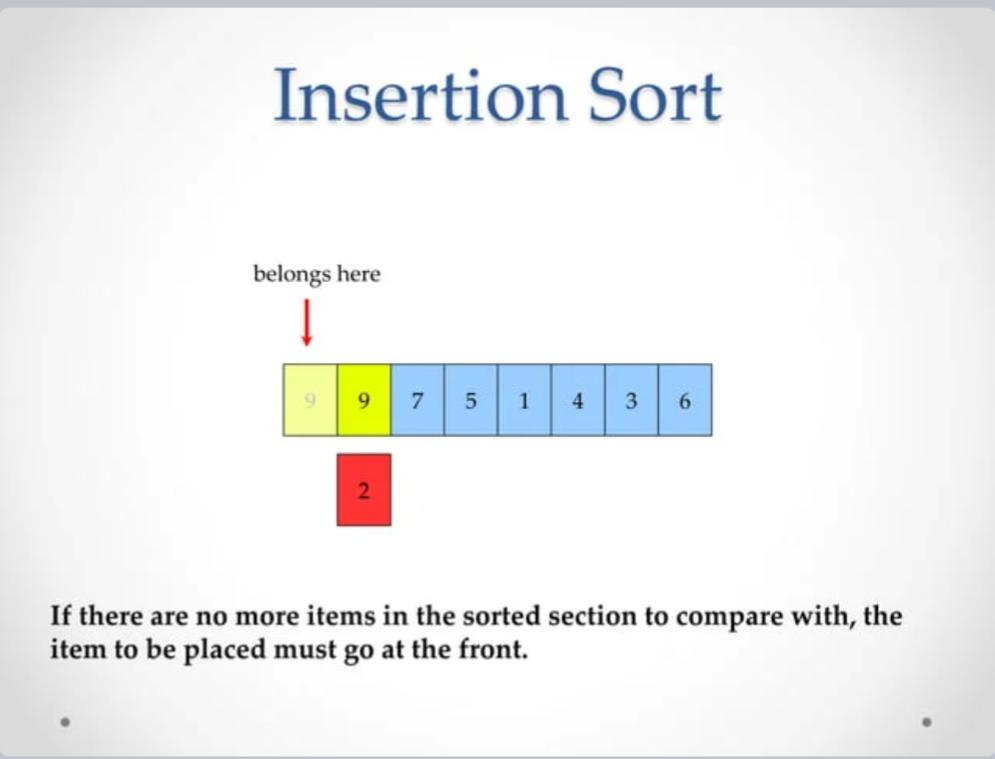 Insertion Sort
belongs here
9 9 7 5 1 4 3 6
2
If there are no more items in the sorted section to compare with, the
item to be placed must go at the front.